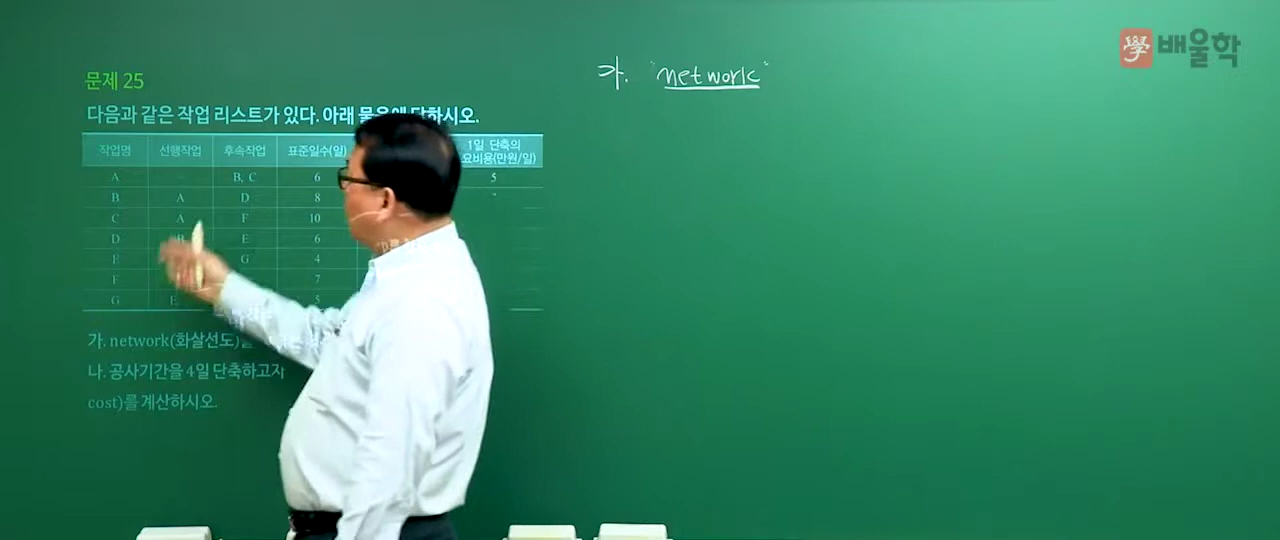 學 배울학
가. "network"
문제 25
다음과 같은 작업 리스트가 있다. 아래 물음에 답하시오.
작업명 선행작업 후속작업 표준일수(일) 1일 단축의
요비용(만원/일)
A B, C 6 5
B A D 8
C A F 10
D B E 6
E G 4
F 7
G E 5
가. network(화살선도)를
나. 공사기간을 4일 단축하고자
cost)를 계산하시오.